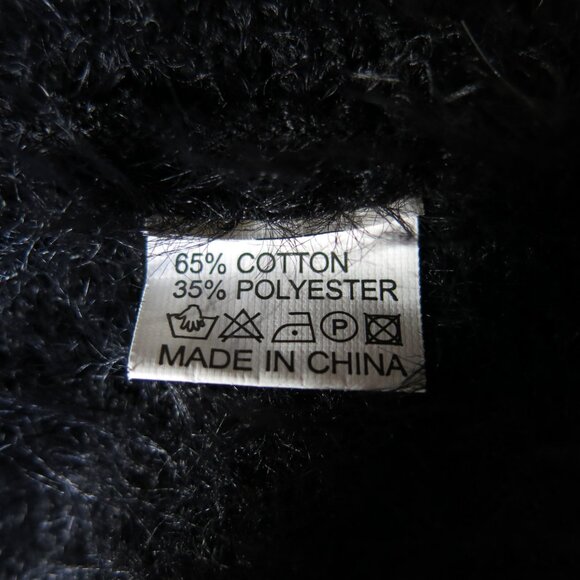 65% COTTON
35% POLYESTER
P
MADE IN CHINA